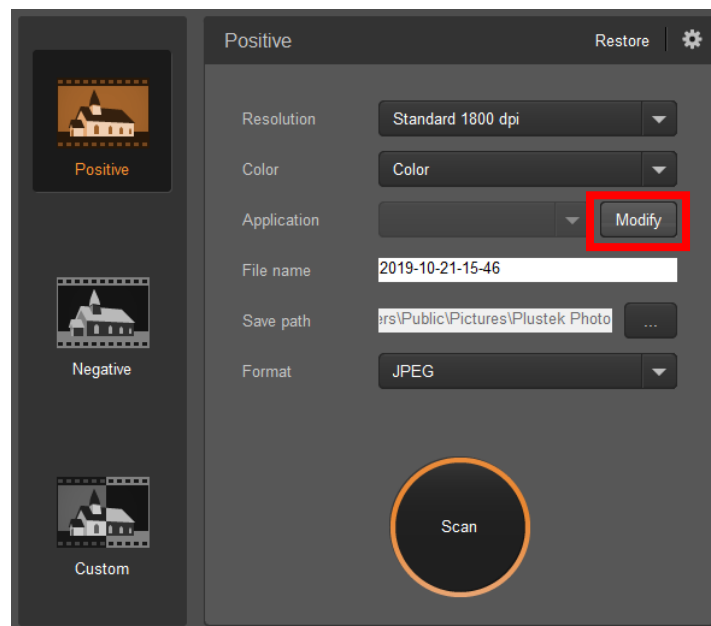 Positive
Negative
Custom
Positive Restore
Resolution Standard 1800 dpi
Color Color
Application Modify
File name 2019-10-21-15-46
Save path ers\Public\Pictures\Plustek Photo ...
Format JPEG
Scan